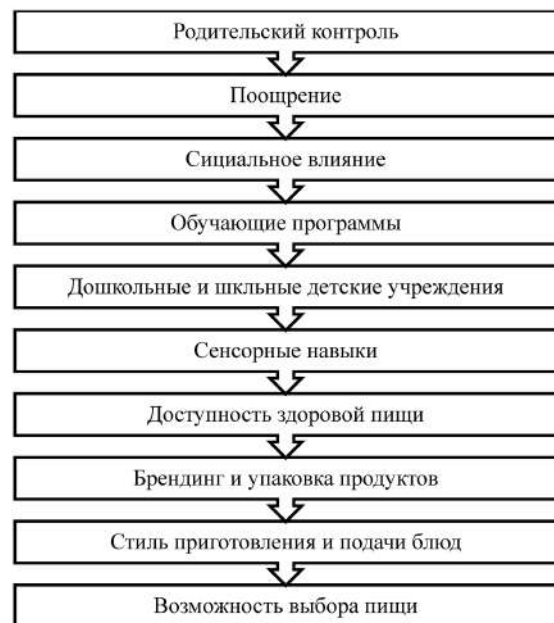 Родительский контроль
Поощрение
Сициальное влияние
Обучающие программы
Дошкольные и шкльные детские учреждения
Сенсорные навыки
Доступность здоровой пищи
Брендинг и упаковка продуктов
Стиль приготовления и подачи блюд
Возможность выбора пищи